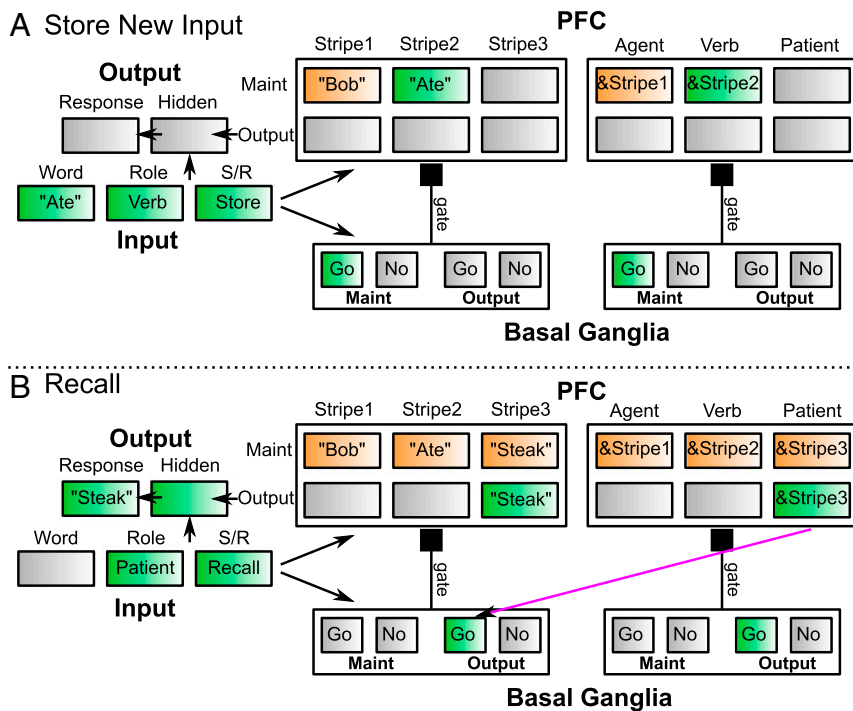 A Store New Input
PFC
Stripe1 Stripe2 Stripe3
Agent Verb Patient
Output
Maint "Bob" "Ate"
&Stripe1 &Stripe2
Response Hidden
Output
Word Role S/R
"Ate" Verb Store
gate gate
Input
Go No Go No
Go No Go No
Maint Output
Maint Output
Basal Ganglia
B Recall
PFC
Stripe1 Stripe2 Stripe3
Agent Verb Patient
Output
Maint "Bob" "Ate" "Steak"
&Stripe1 &Stripe2 &Stripe3
Response Hidden
"Steak" Output "Steak"
&Stripe3
Word Role S/R
Patient Recall
gate gate
Input
Go No Go No
Go No Go No
Maint Output
Maint Output
Basal Ganglia